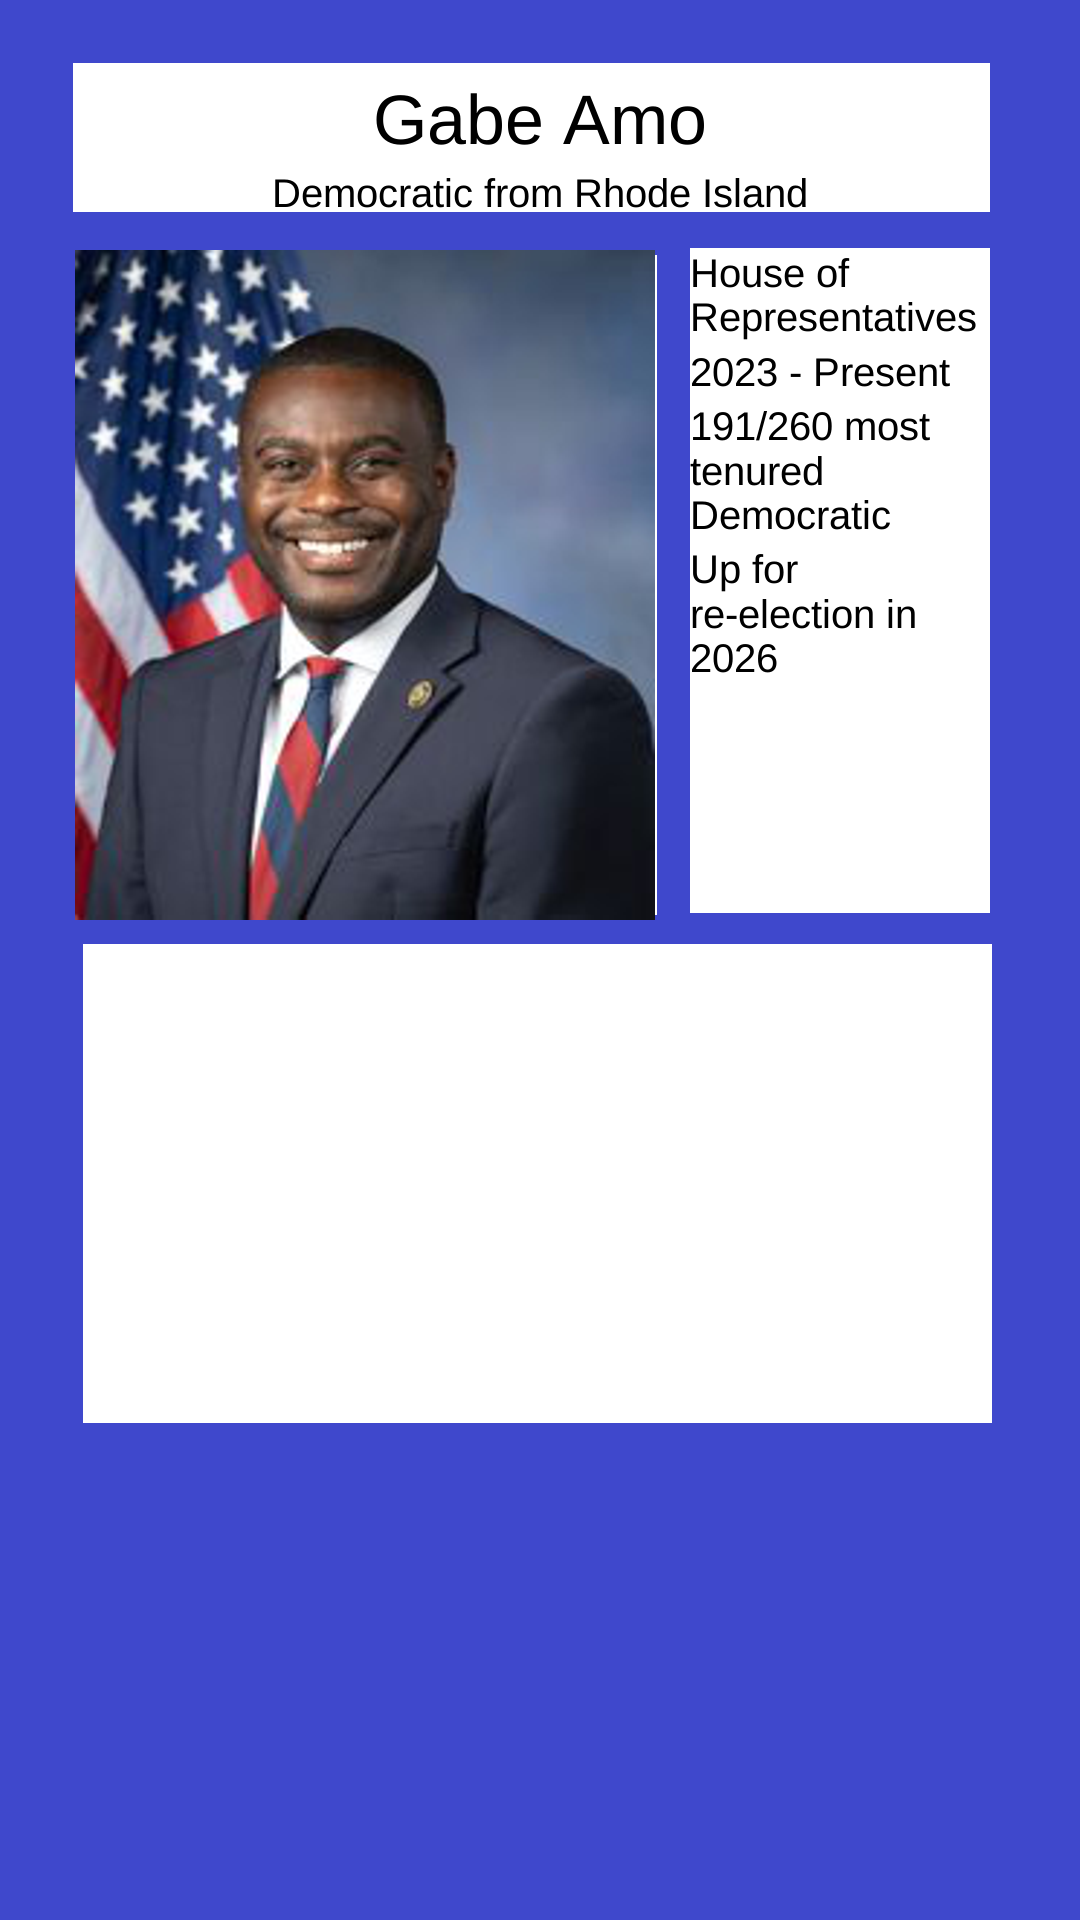 Gabe Amo
Democratic from Rhode Island
House of
Representatives
2023 - Present
191/260 most
tenured
Democratic
Up for
re-election in
2026